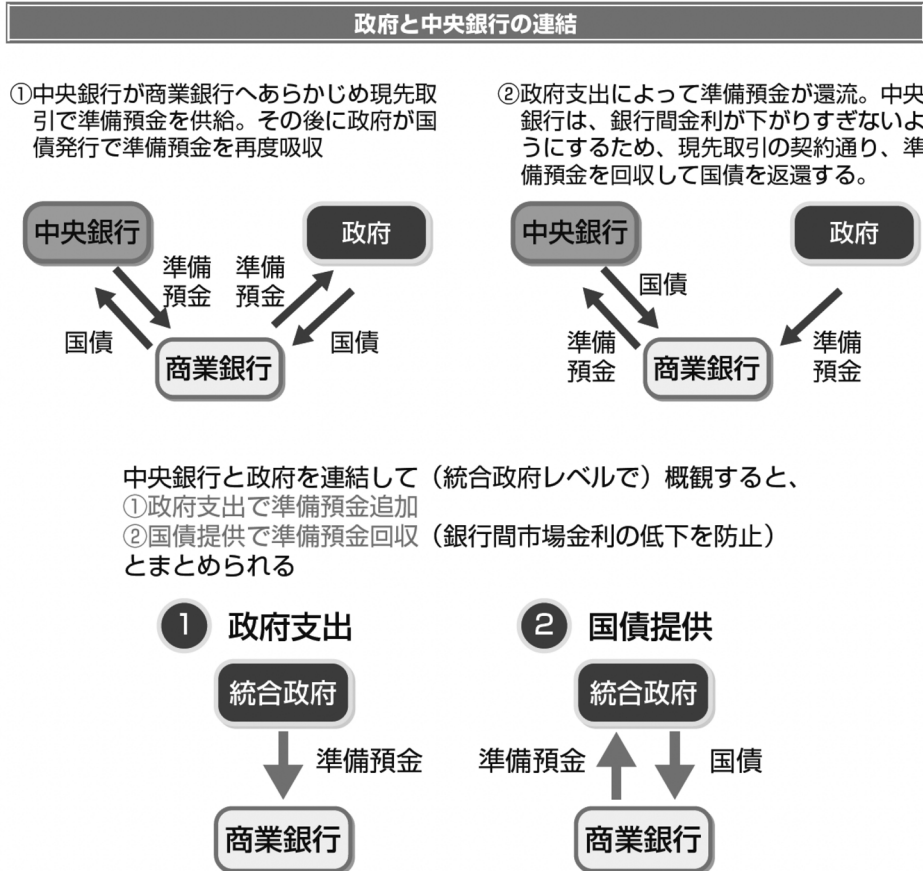 政府と中央銀行の連結
①中央銀行が商業銀行へあらかじめ現先取
引で準備預金を供給。その後に政府が国
債発行で準備預金を再度吸収
②政府支出によって準備預金が還流。中央
銀行は、銀行間金利が下がりすぎないよ
うにするため、現先取引の契約通り、準
備預金を回収して国債を返還する。
中央銀行
政府
準備
預金
準備
預金
国債
国債
商業銀行
中央銀行
政府
国債
準備
預金
準備
預金
商業銀行
中央銀行と政府を連結して（統合政府レベルで）概観すると、
①政府支出で準備預金追加
②国債提供で準備預金回収（銀行間市場金利の低下を防止）
とまとめられる
1 政府支出
統合政府
準備預金
商業銀行
2 国債提供
統合政府
準備預金
国債
商業銀行